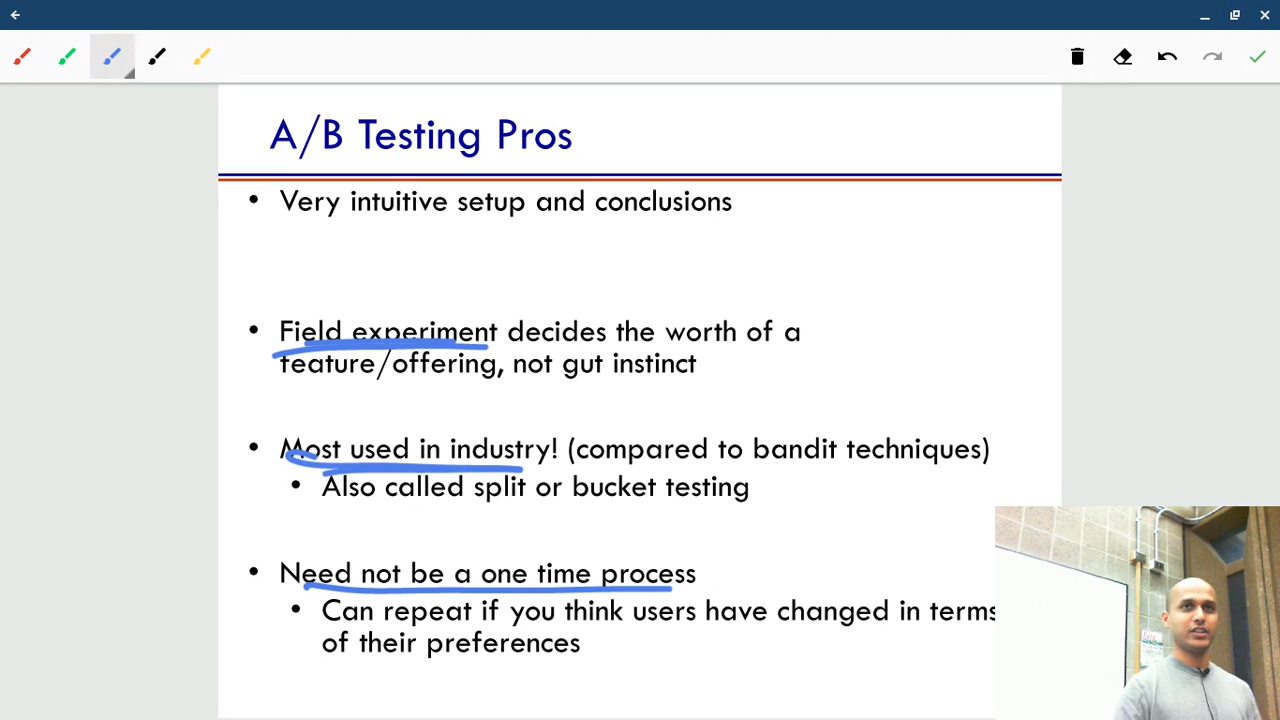 A/B Testing Pros
• Very intuitive setup and conclusions
• Field experiment decides the worth of a
feature/offering, not gut instinct
• Most used in industry! (compared to bandit techniques)
• Also called split or bucket testing
• Need not be a one time process
• Can repeat if you think users have changed in terms
of their preferences